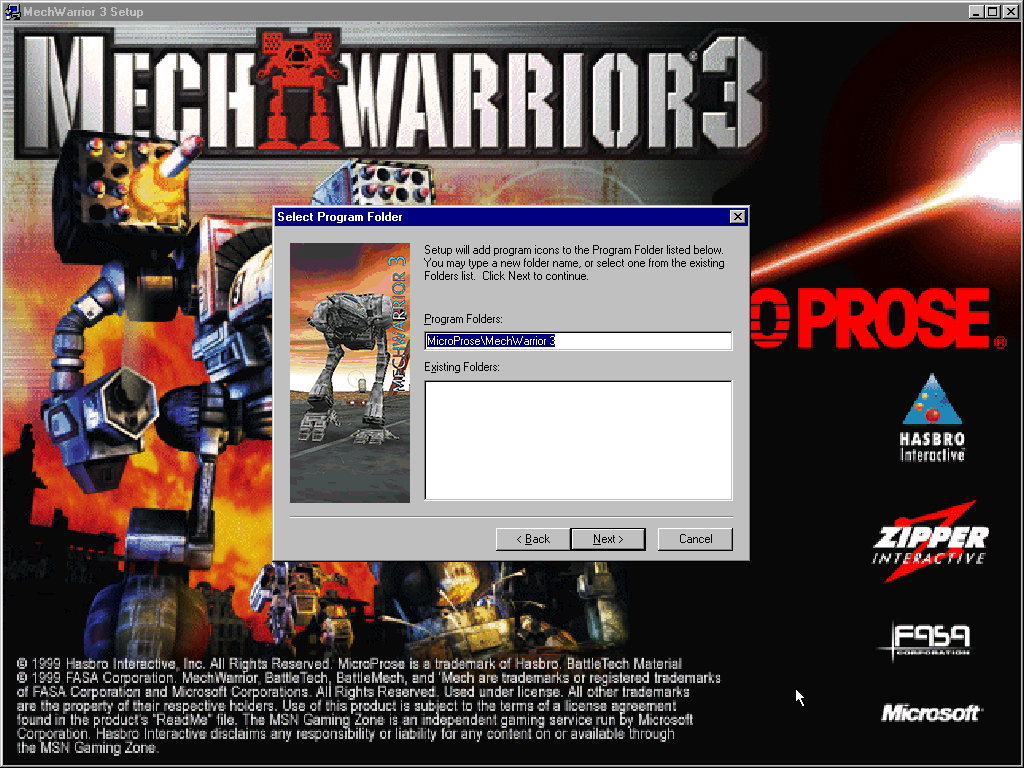 MechWarrior 3 Setup
MECHWARRIOR 3
Select Program Folder
Setup will add program icons to the Program Folder listed below.
You may type a new folder name, or select one from the existing
Folders list. Click Next to continue.
MECHWARRIOR 3
Program Folders:
MicroProse\MechWarrior 3
Existing Folders:
< Back
Next >
Cancel
O PROSE®
HASBRO
Interactive
ZIPPER
INTERACTIVE
FASA
CORPORATION
Microsoft
© 1999 Hasbro Interactive, Inc. All Rights Reserved. MicroProse is a trademark of Hasbro. BattleTech Material
© 1999 FASA Corporation. MechWarrior, BattleTech, BattleMech, and 'Mech are trademarks or registered trademarks
of FASA Corporation and Microsoft Corporations. All Rights Reserved. Used under license. All other trademarks
are the property of their respective holders. Use of this product is subject to the terms of a license agreement
found in the product's "ReadMe" file. The MSN Gaming Zone is an independent gaming service run by Microsoft
Corporation. Hasbro Interactive disclaims any responsibility or liability for any content on or available through
the MSN Gaming Zone.